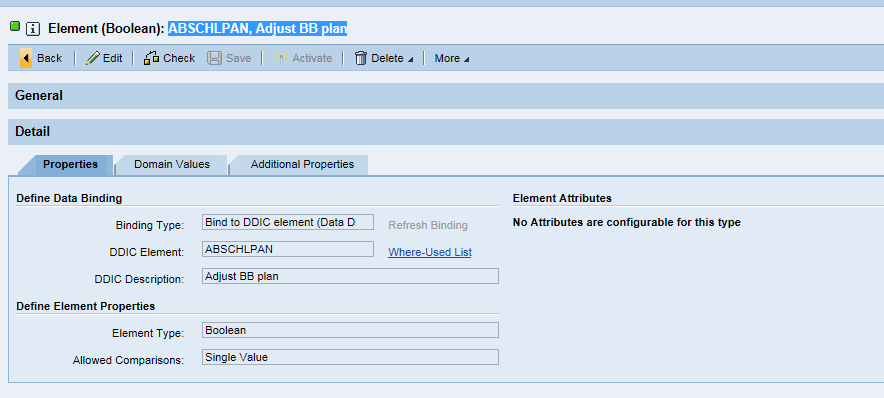 Element (Boolean): ABSCHLPAN, Adjust BB plan
Back Edit Check Save Activate Delete More
General
Detail
Properties Domain Values Additional Properties
Define Data Binding
Binding Type: Bind to DDIC element (Data D Refresh Binding
DDIC Element: ABSCHLPAN Where-Used List
DDIC Description: Adjust BB plan
Define Element Properties
Element Type: Boolean
Allowed Comparisons: Single Value
Element Attributes
No Attributes are configurable for this type